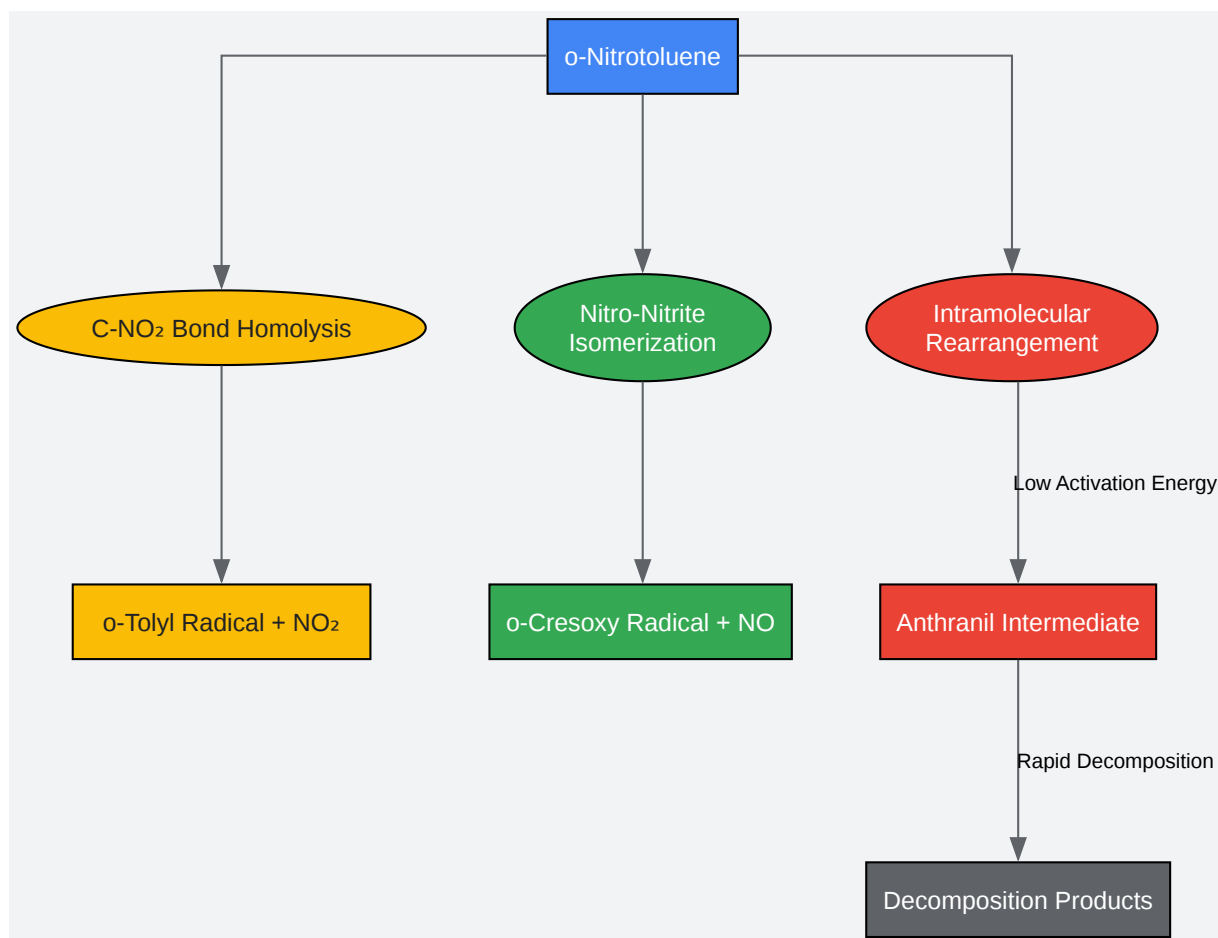 o-Nitrotoluene
C-NO₂ Bond Homolysis
Nitro-Nitrite
Isomerization
Intramolecular
Rearrangement
Low Activation Energy
o-Tolyl Radical + NO₂
o-Cresoxy Radical + NO
Anthranil Intermediate
Rapid Decomposition
Decomposition Products